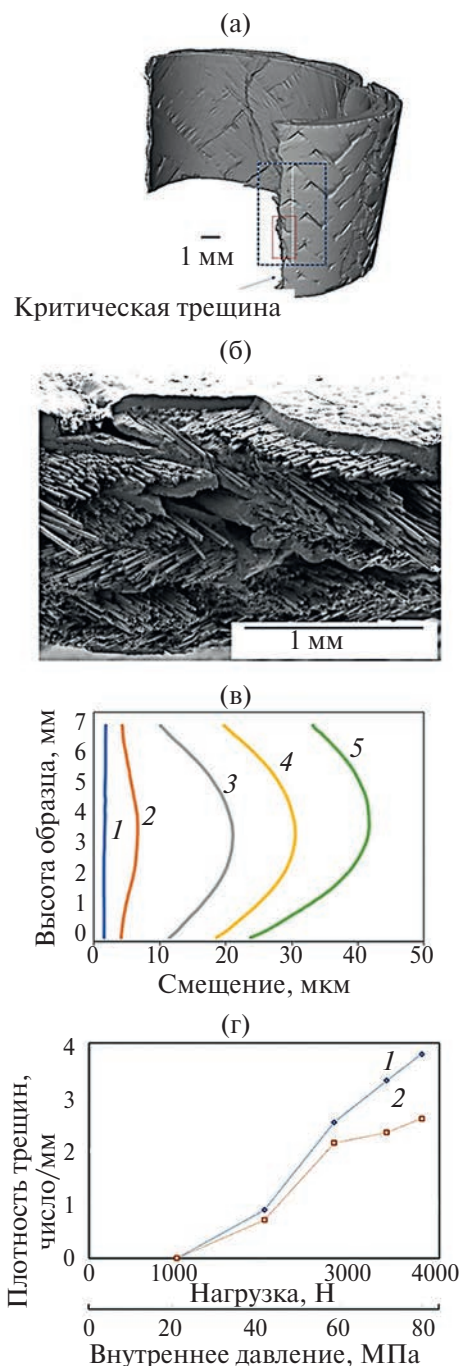 (а)
1 мм
Критическая трещина
(б)
1 мм
(в)
Высота образца, мм
7
6
5
4
3
2
1
0
1 2 3 4 5
0 10 20 30 40 50
Смещение, мкм
(г)
Плотность трещин,
число/мм
4
3
2
1
0
1
2
0 1000 3000 4000
Нагрузка, Н
0 20 40 60 80
Внутреннее давление, МПа